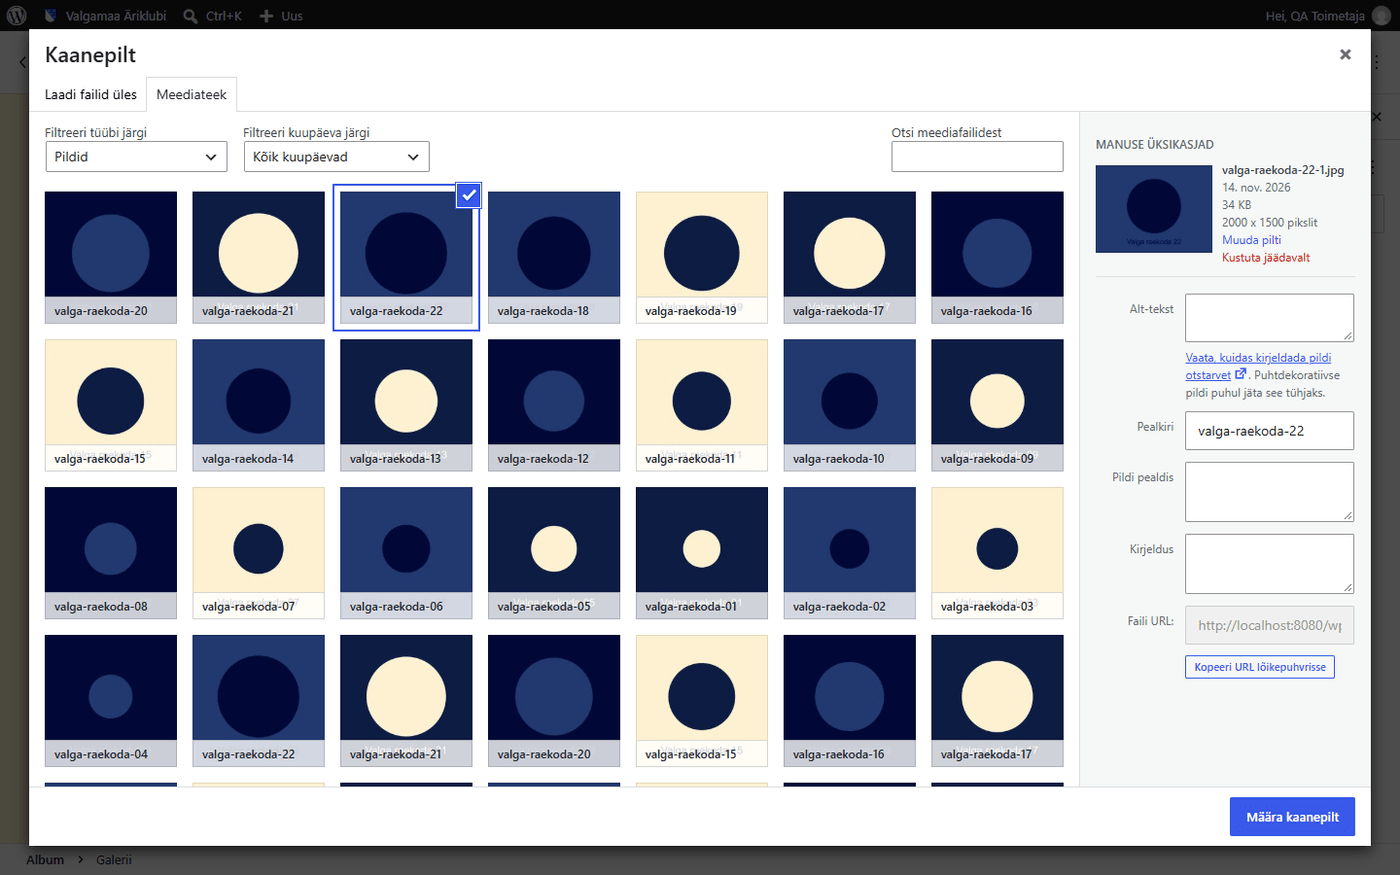 Valgamaa Äriklubi
Ctrl+K
Uus
Hei, QA Toimetaja
Kaanepilt
Laadi failid üles
Meediateek
Filtreeri tüübi järgi
Filtreeri kuupäeva järgi
Otsi meediafailidest
Pildid
Kõik kuupäevad
valga-raekoda-20
valga-raekoda-21
valga-raekoda-22
valga-raekoda-18
valga-raekoda-19
valga-raekoda-17
valga-raekoda-16
valga-raekoda-15
valga-raekoda-14
valga-raekoda-13
valga-raekoda-12
valga-raekoda-11
valga-raekoda-10
valga-raekoda-09
valga-raekoda-08
valga-raekoda-07
valga-raekoda-06
valga-raekoda-05
valga-raekoda-01
valga-raekoda-02
valga-raekoda-03
valga-raekoda-04
valga-raekoda-22
valga-raekoda-21
valga-raekoda-20
valga-raekoda-15
valga-raekoda-16
valga-raekoda-17
MANUSE ÜKSIKASJAD
Valga raekoda 22
valga-raekoda-22-1.jpg
14. nov. 2026
34 KB
2000 x 1500 pikslit
Muuda pilti
Kustuta jäädavalt
Alt-tekst
Vaata, kuidas kirjeldada pildi
otstarvet. Puhtdekoratiivse
pildi puhul jäta see tühjaks.
Pealkiri
valga-raekoda-22
Pildi pealdis
Kirjeldus
Faili URL:
http://localhost:8080/wp
Kopeeri URL lõikepuhvrisse
Määra kaanepilt
Album
Galerii